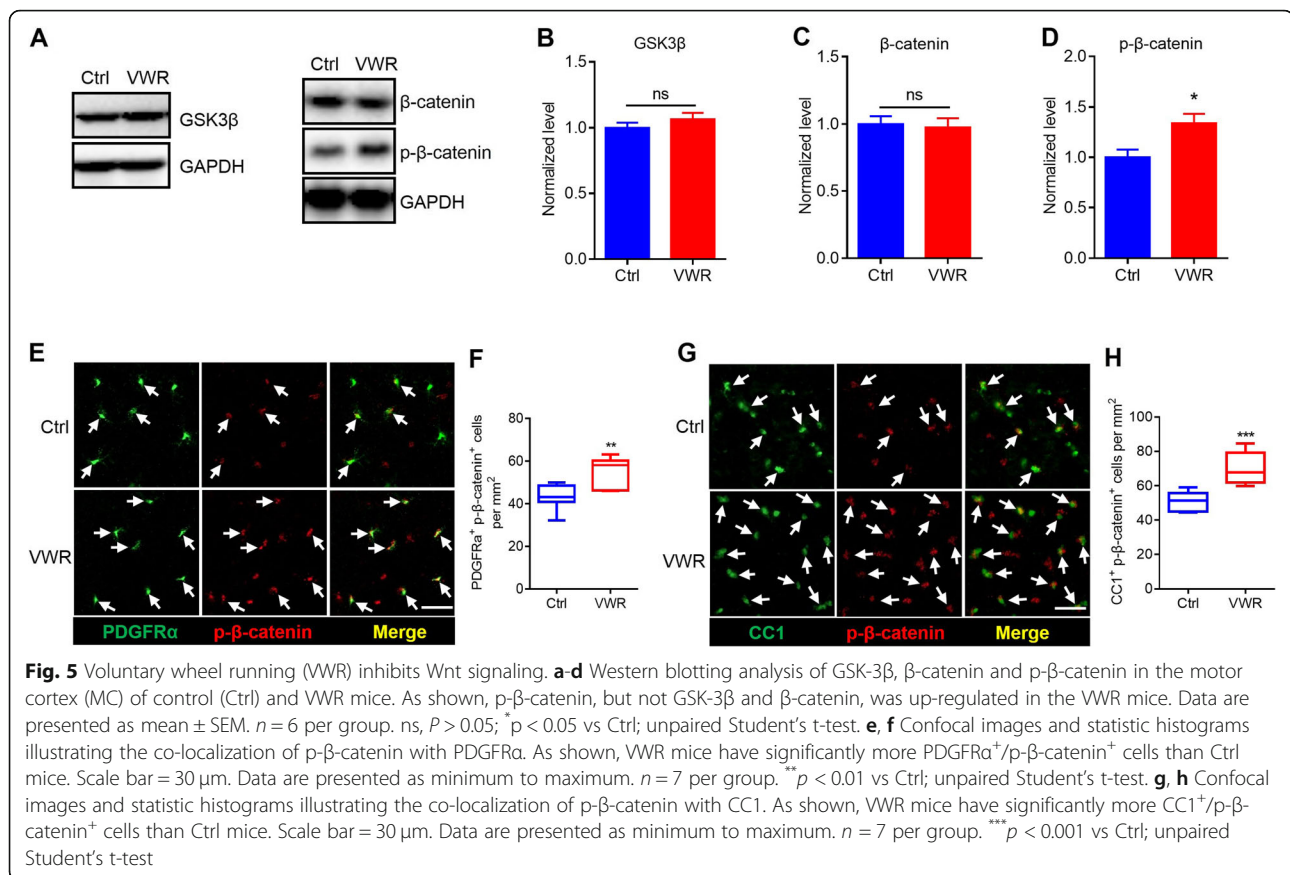 A
Ctrl VWR
GSK3β
GAPDH
Ctrl VWR
β-catenin
p-β-catenin
GAPDH
B
GSK3β
Normalized level
1.5
1.0
0.5
0.0
ns
Ctrl VWR
C
β-catenin
Normalized level
1.5
1.0
0.5
0.0
ns
Ctrl VWR
D
p-β-catenin
Normalized level
2.0
1.5
1.0
0.5
0.0
*
Ctrl VWR
E
Ctrl
VWR
PDGFRα p-β-catenin Merge
F
PDGFRa⁺ p-β-catenin⁺ cells
per mm²
80
60
40
20
0
**
Ctrl VWR
G
Ctrl
VWR
CC1 p-β-catenin Merge
H
CC1⁺ p-β-catenin⁺ cells per mm²
100
80
60
40
20
0
***
Ctrl VWR
Fig. 5 Voluntary wheel running (VWR) inhibits Wnt signaling. a-d Western blotting analysis of GSK-3β, β-catenin and p-β-catenin in the motor
cortex (MC) of control (Ctrl) and VWR mice. As shown, p-β-catenin, but not GSK-3β and β-catenin, was up-regulated in the VWR mice. Data are
presented as mean ± SEM. n = 6 per group. ns, P > 0.05; *p < 0.05 vs Ctrl; unpaired Student's t-test. e, f Confocal images and statistic histograms
illustrating the co-localization of p-β-catenin with PDGFRα. As shown, VWR mice have significantly more PDGFRα⁺/p-β-catenin⁺ cells than Ctrl
mice. Scale bar = 30 μm. Data are presented as minimum to maximum. n = 7 per group. **p < 0.01 vs Ctrl; unpaired Student's t-test. g, h Confocal
images and statistic histograms illustrating the co-localization of p-β-catenin with CC1. As shown, VWR mice have significantly more CC1⁺/p-β-
catenin⁺ cells than Ctrl mice. Scale bar = 30 μm. Data are presented as minimum to maximum. n = 7 per group. ***p < 0.001 vs Ctrl; unpaired
Student's t-test